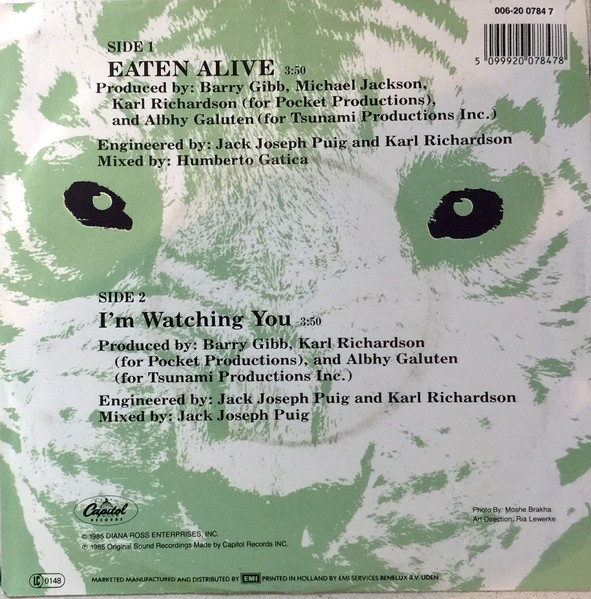 006-20 0784 7
5 099920 078478
SIDE 1
EATEN ALIVE 3:50
Produced by: Barry Gibb, Michael Jackson,
Karl Richardson (for Pocket Productions),
and Albhy Galuten (for Tsunami Productions Inc.)
Engineered by: Jack Joseph Puig and Karl Richardson
Mixed by: Humberto Gatica
SIDE 2
I'm Watching You 3:50
Produced by: Barry Gibb, Karl Richardson
(for Pocket Productions), and Albhy Galuten
(for Tsunami Productions Inc.)
Engineered by: Jack Joseph Puig and Karl Richardson
Mixed by: Jack Joseph Puig
Capitol
RECORDS
Photo By: Moshe Brakha
Art Direction: Ria Lewerke
© 1985 DIANA ROSS ENTERPRISES, INC.
℗ 1985 Original Sound Recordings Made by Capitol Records INC.
LC 0148
MARKETED MANUFACTURED AND DISTRIBUTED BY EMI PRINTED IN HOLLAND BY EMI SERVICES BENELUX B.V. UDEN